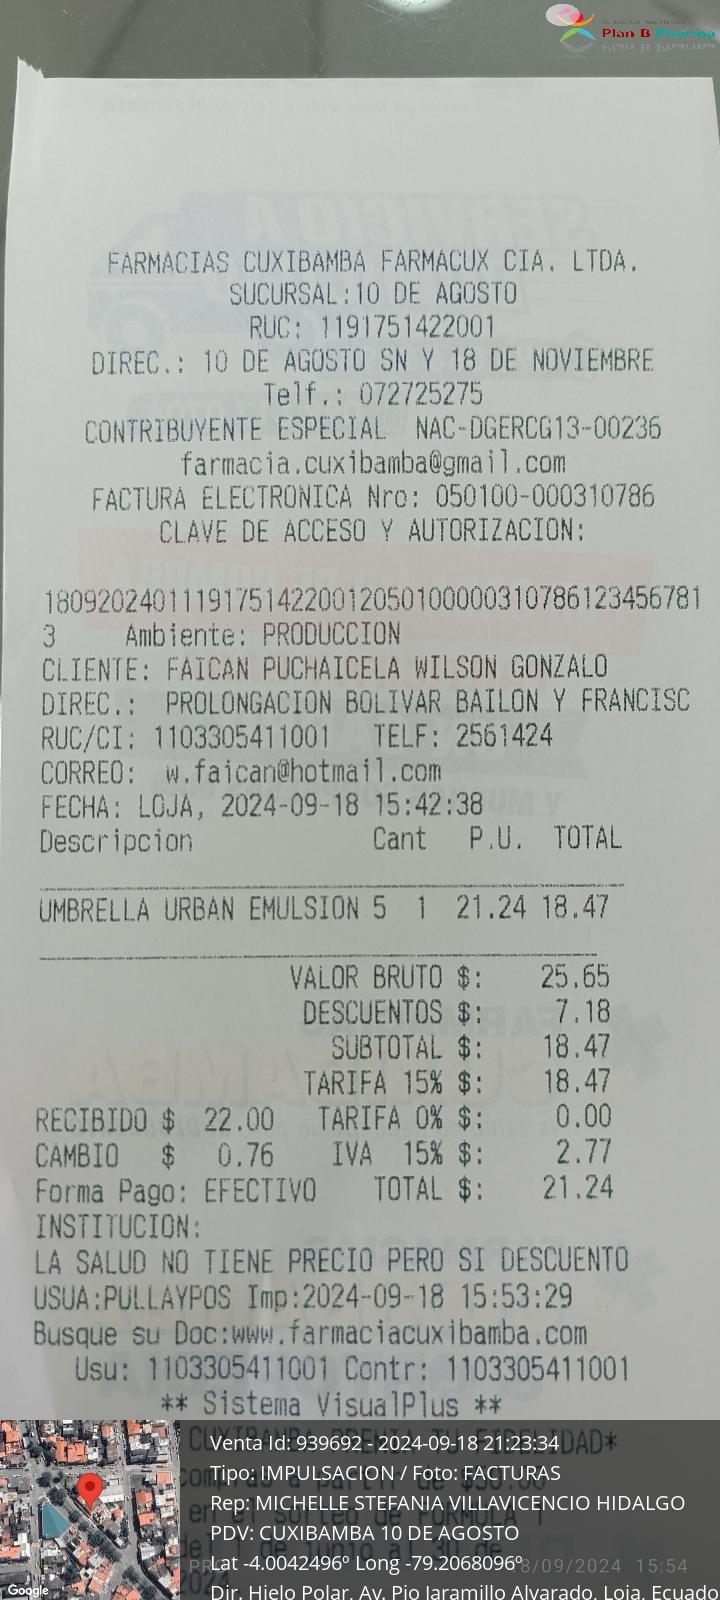 Plan B Pharma
FARMACIAS CUXIBAMBA FARMACUX CIA. LTDA.
SUCURSAL:10 DE AGOSTO
RUC: 1191751422001
DIREC.: 10 DE AGOSTO SN Y 18 DE NOVIEMBRE
Telf.: 072725275
CONTRIBUYENTE ESPECIAL NAC-DGERCG13-00236
farmacia.cuxibamba@gmail.com
FACTURA ELECTRONICA Nro: 050100-000310786
CLAVE DE ACCESO Y AUTORIZACION:
180920240111917514220012050100000310786123456781
3 Ambiente: PRODUCCION
CLIENTE: FAICAN PUCHAICELA WILSON GONZALO
DIREC.: PROLONGACION BOLIVAR BAILON Y FRANCISC
RUC/CI: 1103305411001 TELF: 2561424
CORREO: w.faican@hotmail.com
FECHA: LOJA, 2024-09-18 15:42:38
Descripcion Cant P.U. TOTAL
UMBRELLA URBAN EMULSION 5 1 21.24 18.47
VALOR BRUTO $: 25.65
DESCUENTOS $: 7.18
SUBTOTAL $: 18.47
TARIFA 15% $: 18.47
RECIBIDO $ 22.00 TARIFA 0% $: 0.00
CAMBIO $ 0.76 IVA 15% $: 2.77
Forma Pago: EFECTIVO TOTAL $: 21.24
INSTITUCION:
LA SALUD NO TIENE PRECIO PERO SI DESCUENTO
USUA:PULLAYPOS Imp:2024-09-18 15:53:29
Busque su Doc:www.farmaciacuxibamba.com
Usu: 1103305411001 Contr: 1103305411001
** Sistema VisualPlus **
Venta Id: 939692 - 2024-09-18 21:23:34
Tipo: IMPULSACION / Foto: FACTURAS
Rep: MICHELLE STEFANIA VILLAVICENCIO HIDALGO
PDV: CUXIBAMBA 10 DE AGOSTO
Lat -4.0042496º Long -79.2068096º
18/09/2024 15:54
Dir. Hielo Polar, Av. Pio Jaramillo Alvarado, Loja, Ecuado
Google